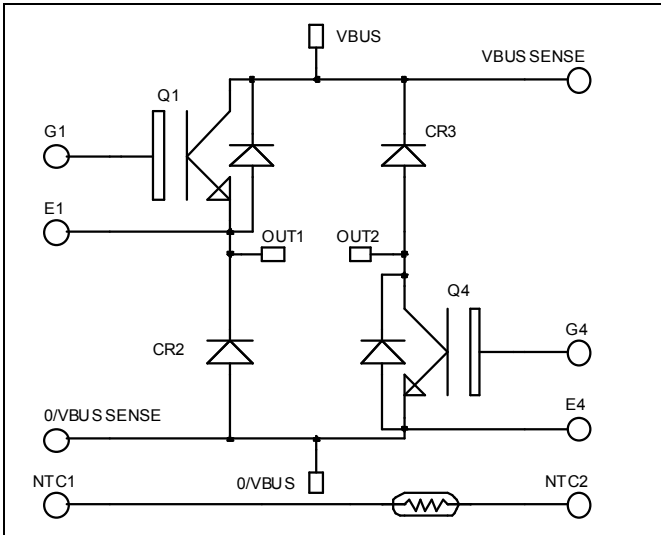 VBUS
VBUS SENSE
Q1
G1
CR3
E1
OUT1
OUT2
Q4
G4
CR2
E4
0/VBUS SENSE
0/VBUS
NTC1
NTC2